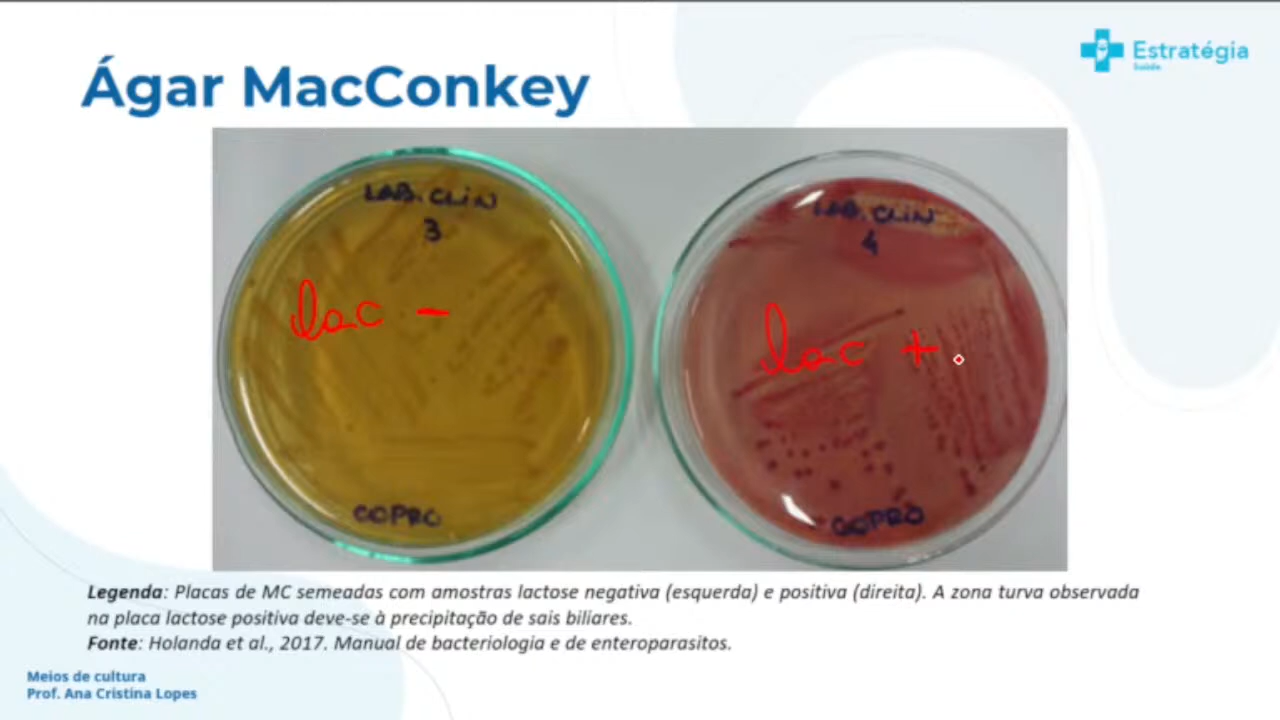 Ágar MacConkey
Estratégia
Saúde
LAB. CLIN
3
lac -
COPRO
LAB. CLIN
4
lac +
COPRO
Legenda: Placas de MC semeadas com amostras lactose negativa (esquerda) e positiva (direita). A zona turva observada
na placa lactose positiva deve-se à precipitação de sais biliares.
Fonte: Holanda et al., 2017. Manual de bacteriologia e de enteroparasitos.
Meios de cultura
Prof. Ana Cristina Lopes